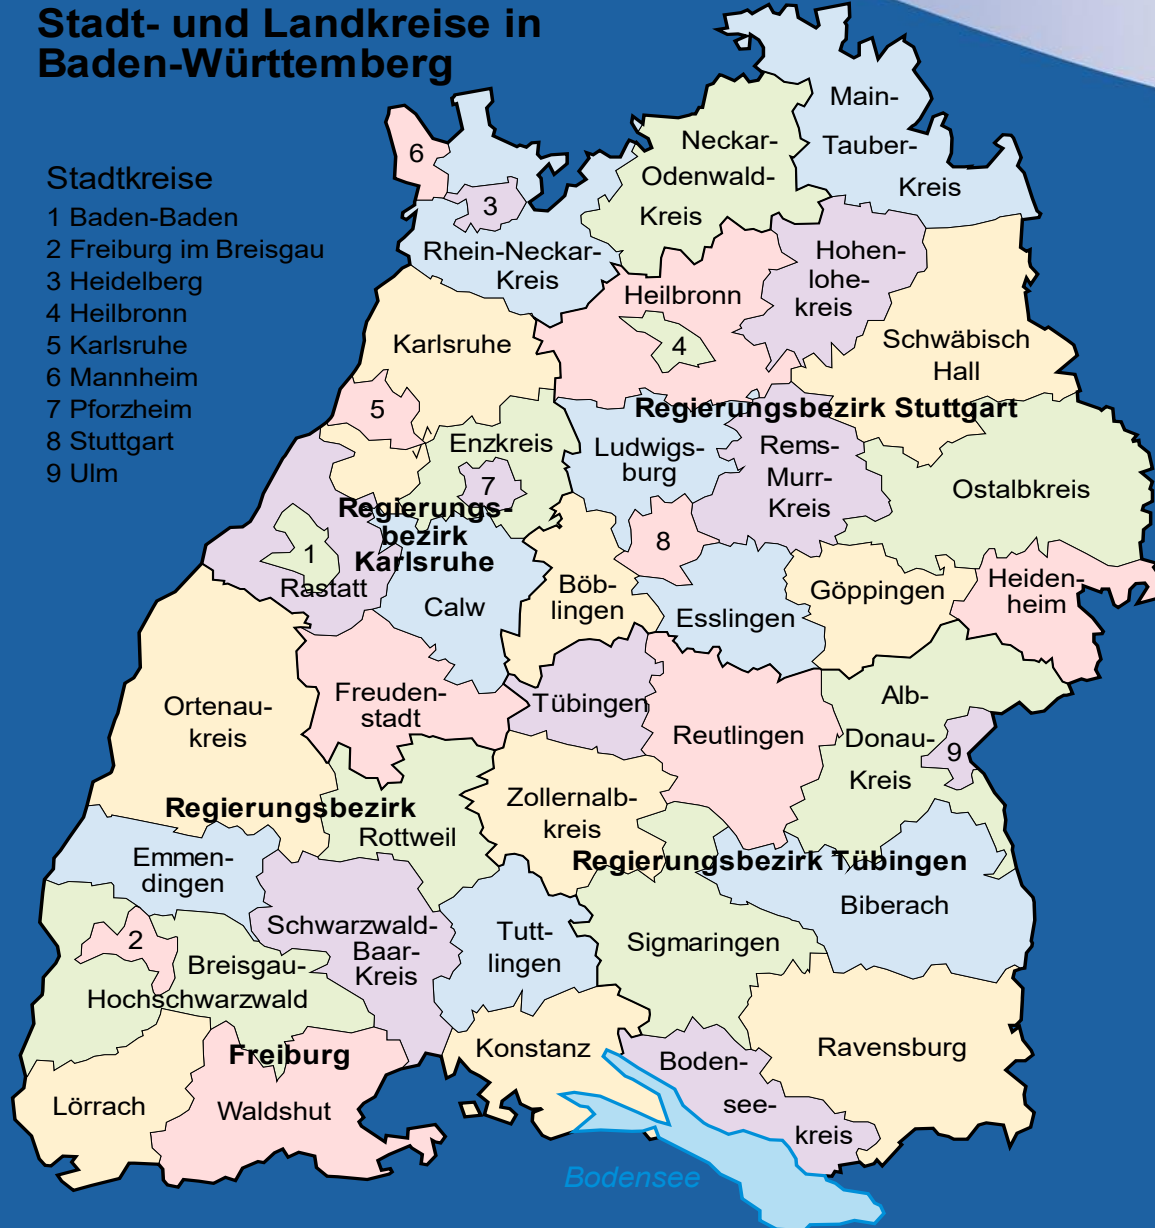 Stadt- und Landkreise in
Baden-Württemberg
Stadtkreise
1 Baden-Baden
2 Freiburg im Breisgau
3 Heidelberg
4 Heilbronn
5 Karlsruhe
6 Mannheim
7 Pforzheim
8 Stuttgart
9 Ulm
Main-
Tauber-
Kreis
Neckar-
Odenwald-
Kreis
6
3
Rhein-Neckar-
Kreis
Hohen-
lohe-
kreis
Heilbronn
4
Karlsruhe
Schwäbisch
Hall
5
Regierungsbezirk Stuttgart
Enzkreis
7
Ludwigs-
burg
Rems-
Murr-
Kreis
Ostalbkreis
Regierungs-
bezirk
Karlsruhe
1
Rastatt
Calw
8
Böb-
lingen
Esslingen
Göppingen
Heiden-
heim
Ortenau-
kreis
Freuden-
stadt
Tübingen
Reutlingen
Alb-
Donau-
Kreis
9
Regierungsbezirk
Rottweil
Zollernalb-
kreis
Regierungsbezirk Tübingen
Emmen-
dingen
Biberach
2
Breisgau-
Hochschwarzwald
Schwarzwald-
Baar-
Kreis
Tutt-
lingen
Sigmaringen
Freiburg
Konstanz
Boden-
see-
kreis
Ravensburg
Lörrach
Waldshut
Bodensee